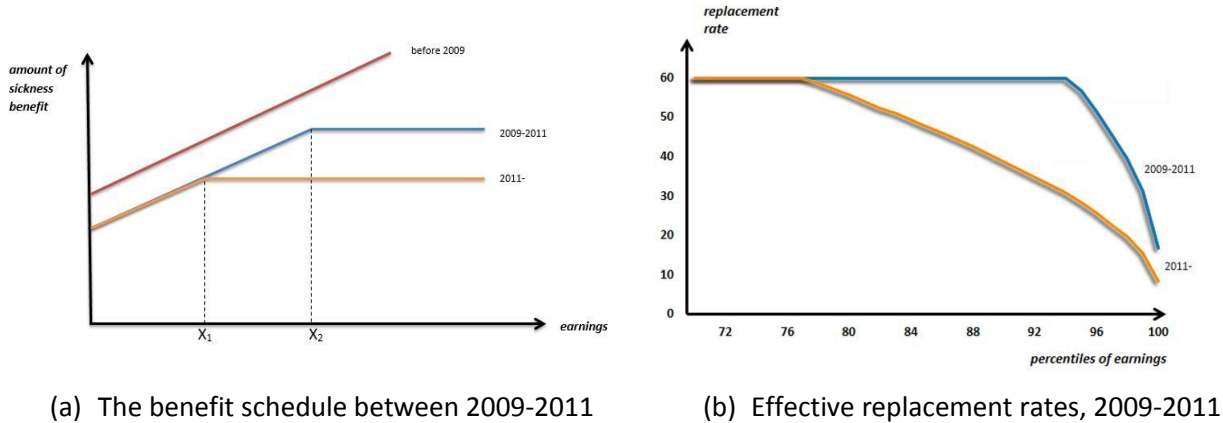 amount of
sickness
benefit
before 2009
2009-2011
2011-
X₁
X₂
earnings
replacement
rate
60
50
40
30
20
10
0
2009-2011
2011-
72 76 80 84 88 92 96 100
percentiles of earnings
(a) The benefit schedule between 2009-2011
(b) Effective replacement rates, 2009-2011